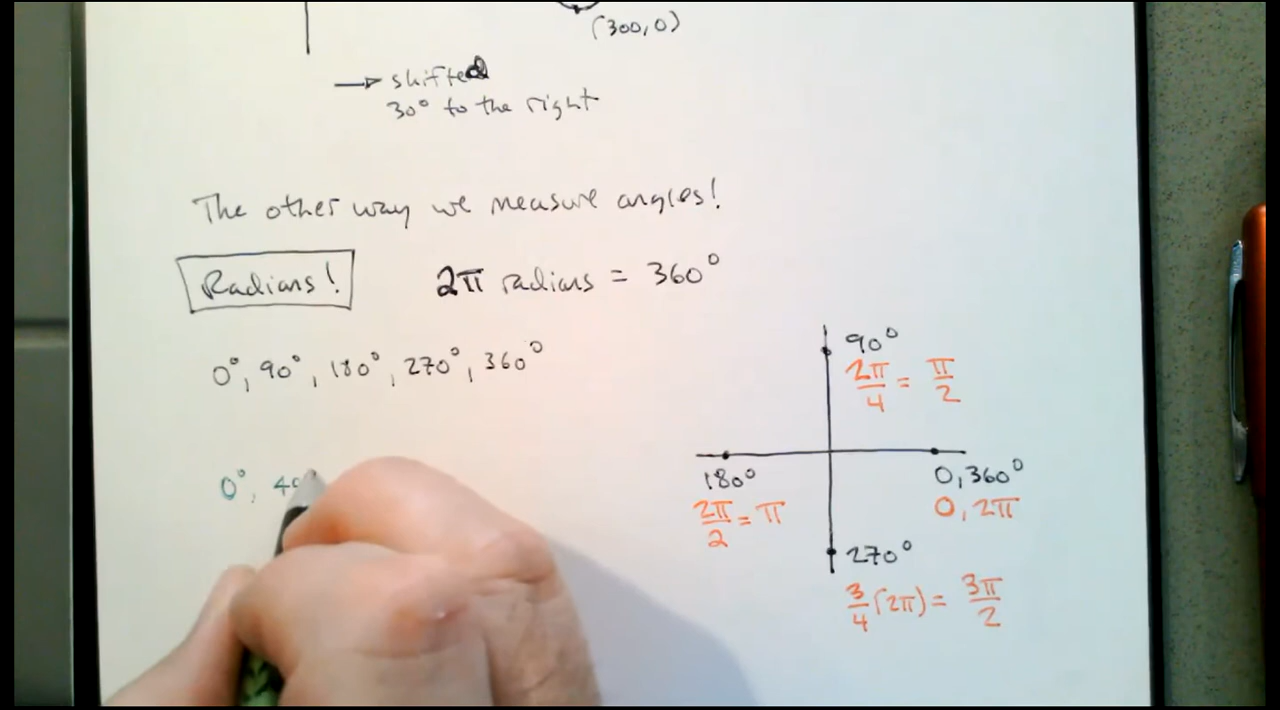 (300,0)
→ shifted
30° to the right
The other way we measure angles!
Radians!
2π radians = 360°
0°, 90°, 180°, 270°, 360°
90°
2π/4 = π/2
180°
2π/2 = π
0, 360°
0, 2π
270°
3/4(2π) = 3π/2
0°, 4